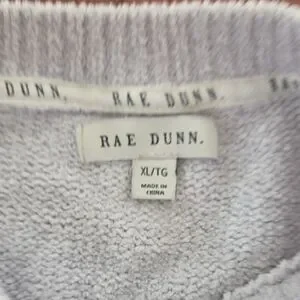 DUNN. RAE DUNN.
RAE DUNN.
XL/TG
MADE IN
CHINA